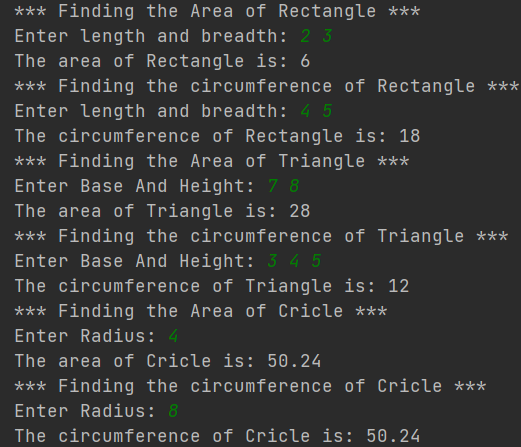 *** Finding the Area of Rectangle ***
Enter length and breadth: 2 3
The area of Rectangle is: 6
*** Finding the circumference of Rectangle ***
Enter length and breadth: 4 5
The circumference of Rectangle is: 18
*** Finding the Area of Triangle ***
Enter Base And Height: 7 8
The area of Triangle is: 28
*** Finding the circumference of Triangle ***
Enter Base And Height: 3 4 5
The circumference of Triangle is: 12
*** Finding the Area of Cricle ***
Enter Radius: 4
The area of Cricle is: 50.24
*** Finding the circumference of Cricle ***
Enter Radius: 8
The circumference of Cricle is: 50.24